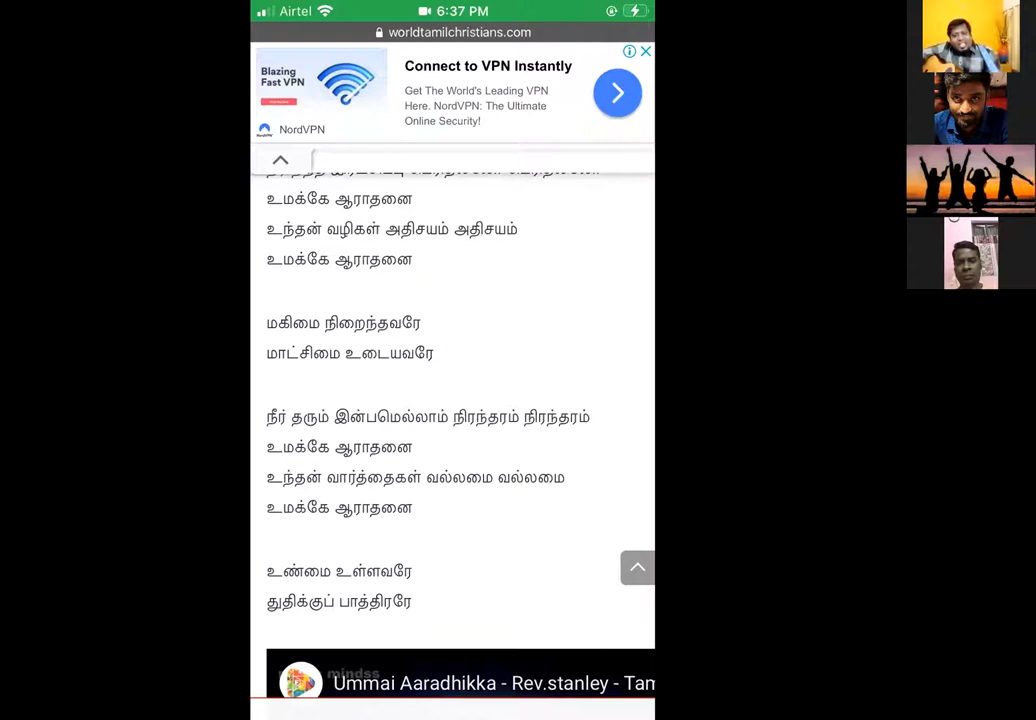 Airtel
6:37 PM
worldtamilchristians.com
Blazing
Fast VPN
Connect to VPN Instantly
Get The World's Leading VPN
Here. NordVPN: The Ultimate
Online Security!
NordVPN
உமக்கே ஆராதனை
உந்தன் வழிகள் அதிசயம் அதிசயம்
உமக்கே ஆராதனை
மகிமை நிறைந்தவரே
மாட்சிமை உடையவரே
நீர் தரும் இன்பமெல்லாம் நிரந்தரம் நிரந்தரம்
உமக்கே ஆராதனை
உந்தன் வார்த்தைகள் வல்லமை வல்லமை
உமக்கே ஆராதனை
உண்மை உள்ளவரே
துதிக்குப் பாத்திரரே
mindss
Ummai Aaradhikka - Rev.stanley - Tam